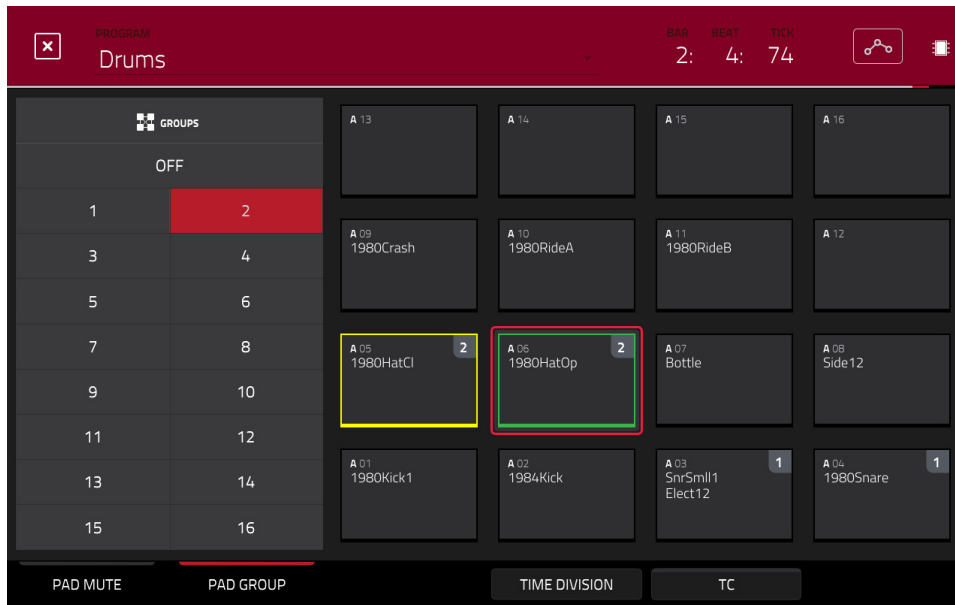 PROGRAM
Drums
BAR BEAT TICK
2: 4: 74
GROUPS
OFF
1 2
3 4
5 6
7 8
9 10
11 12
13 14
15 16
A 13
A 14
A 15
A 16
A 09
1980Crash
A 10
1980RideA
A 11
1980RideB
A 12
A 05 2
1980HatCl
A 06 2
1980HatOp
A 07
Bottle
A 08
Side12
A 01
1980Kick1
A 02
1984Kick
A 03 1
SnrSmll1
Elect12
A 04 1
1980Snare
PAD MUTE PAD GROUP TIME DIVISION TC